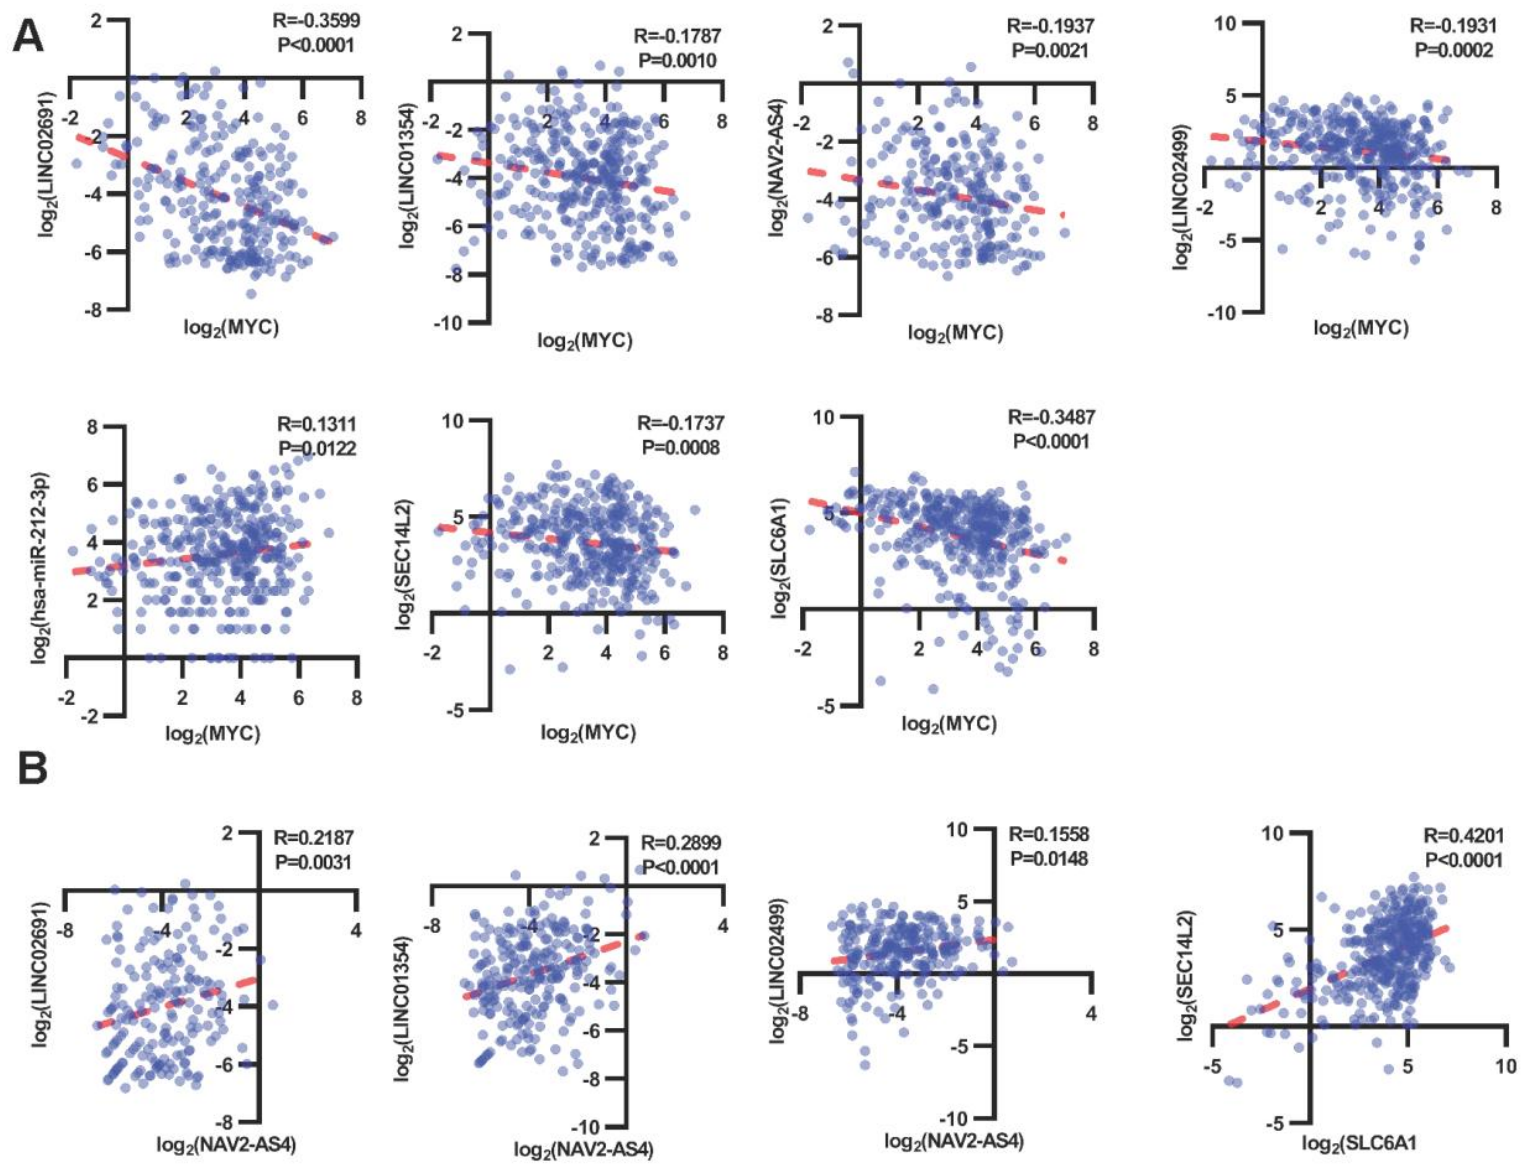 A
R=-0.3599
P<0.0001
2
-2
-4
-6
-8
-2
2
4
6
8
log2(LINC02691)
log2(MYC)
R=-0.1787
P=0.0010
2
-2
-4
-6
-8
-10
-2
2
4
6
8
log2(LINC01354)
log2(MYC)
R=-0.1937
P=0.0021
2
-2
-4
-6
-8
-2
2
4
6
8
log2(NAV2-AS4)
log2(MYC)
R=-0.1931
P=0.0002
10
5
-5
-10
-2
2
4
6
8
log2(LINC02499)
log2(MYC)
R=0.1311
P=0.0122
8
6
4
2
-2
-2
2
4
6
8
log2(hsa-miR-212-3p)
log2(MYC)
R=-0.1737
P=0.0008
10
5
-5
-2
2
4
6
8
log2(SEC14L2)
log2(MYC)
R=-0.3487
P<0.0001
10
5
-5
-2
2
4
6
8
log2(SLC6A1)
log2(MYC)
B
R=0.2187
P=0.0031
2
-2
-4
-6
-8
-8
-4
4
log2(LINC02691)
log2(NAV2-AS4)
R=0.2899
P<0.0001
2
-2
-4
-6
-8
-10
-8
-4
4
log2(LINC01354)
log2(NAV2-AS4)
R=0.1558
P=0.0148
10
5
-5
-10
-8
-4
4
log2(LINC02499)
log2(NAV2-AS4)
R=0.4201
P<0.0001
10
5
-5
-5
5
10
log2(SEC14L2)
log2(SLC6A1